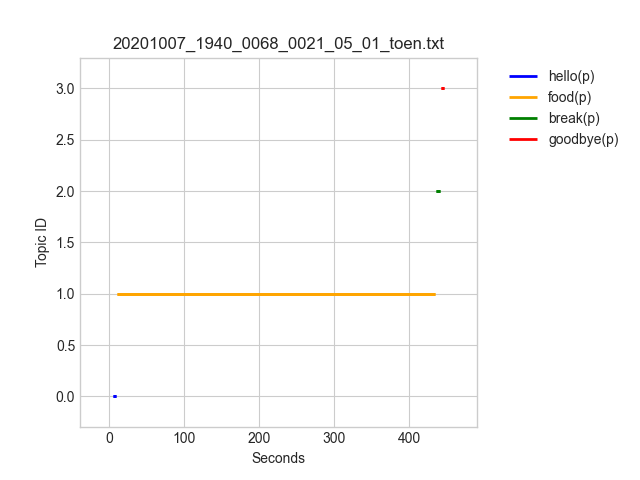 20201007_1940_0068_0021_05_01_toen.txt
hello(p)
food(p)
break(p)
goodbye(p)
Topic ID
3.0
2.5
2.0
1.5
1.0
0.5
0.0
0 100 200 300 400
Seconds